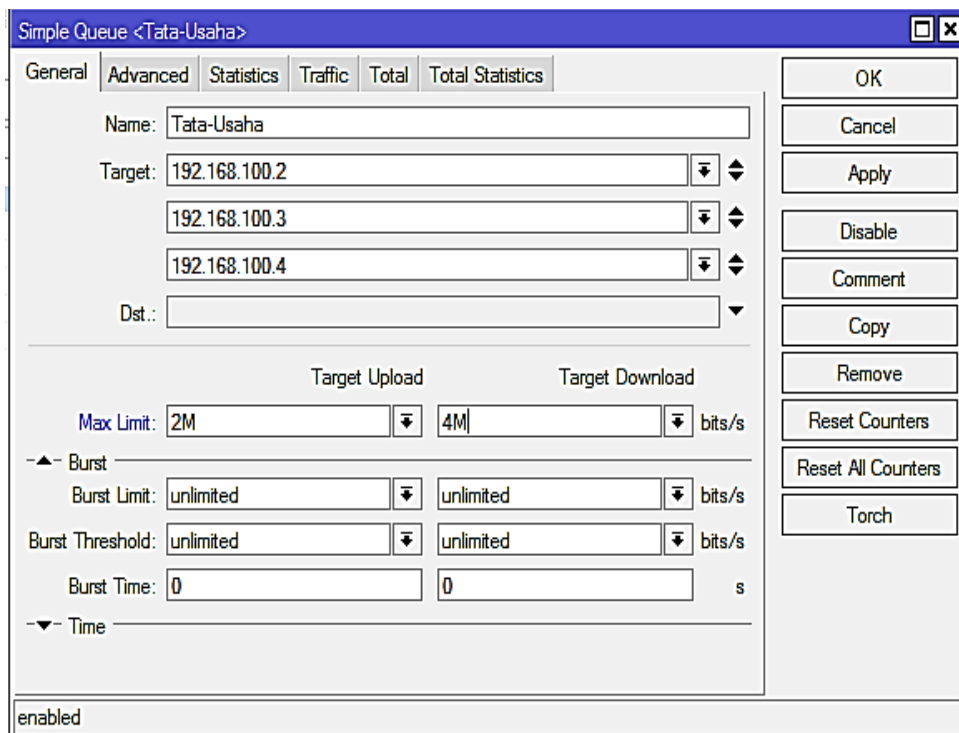 Simple Queue <Tata-Usaha>
General Advanced Statistics Traffic Total Total Statistics
OK
Name: Tata-Usaha
Cancel
Target: 192.168.100.2
Apply
192.168.100.3
Disable
192.168.100.4
Comment
Dst.:
Copy
Target Upload Target Download
Remove
Max Limit: 2M 4M bits/s
Reset Counters
Burst
Reset All Counters
Burst Limit: unlimited unlimited bits/s
Torch
Burst Threshold: unlimited unlimited bits/s
Burst Time: 0 0 s
Time
enabled